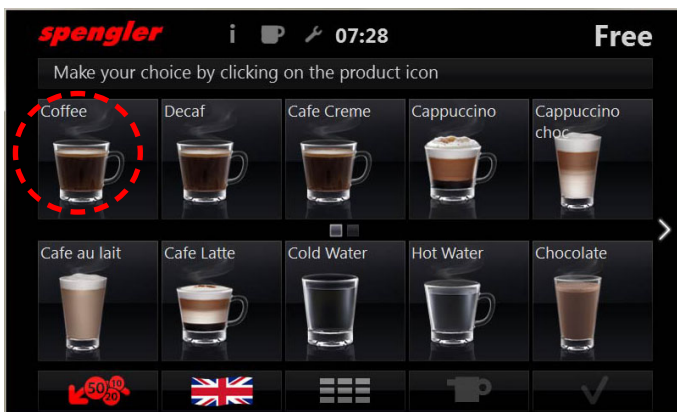 spengler
i
07:28
Free
Make your choice by clicking on the product icon
Coffee
Decaf
Cafe Creme
Cappuccino
Cappuccino
choc
Cafe au lait
Cafe Latte
Cold Water
Hot Water
Chocolate
50 10
20